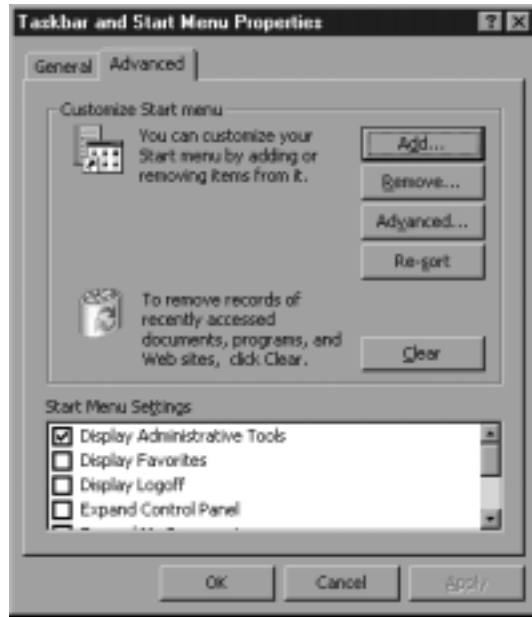 Taskbar and Start Menu Properties
General Advanced
Customize Start menu
You can customize your
Start menu by adding or
removing items from it.
Add...
Remove...
Advanced...
Re-sort
To remove records of
recently accessed
documents, programs, and
Web sites, click Clear.
Clear
Start Menu Settings
Display Administrative Tools
Display Favorites
Display Logoff
Expand Control Panel
OK Cancel Apply